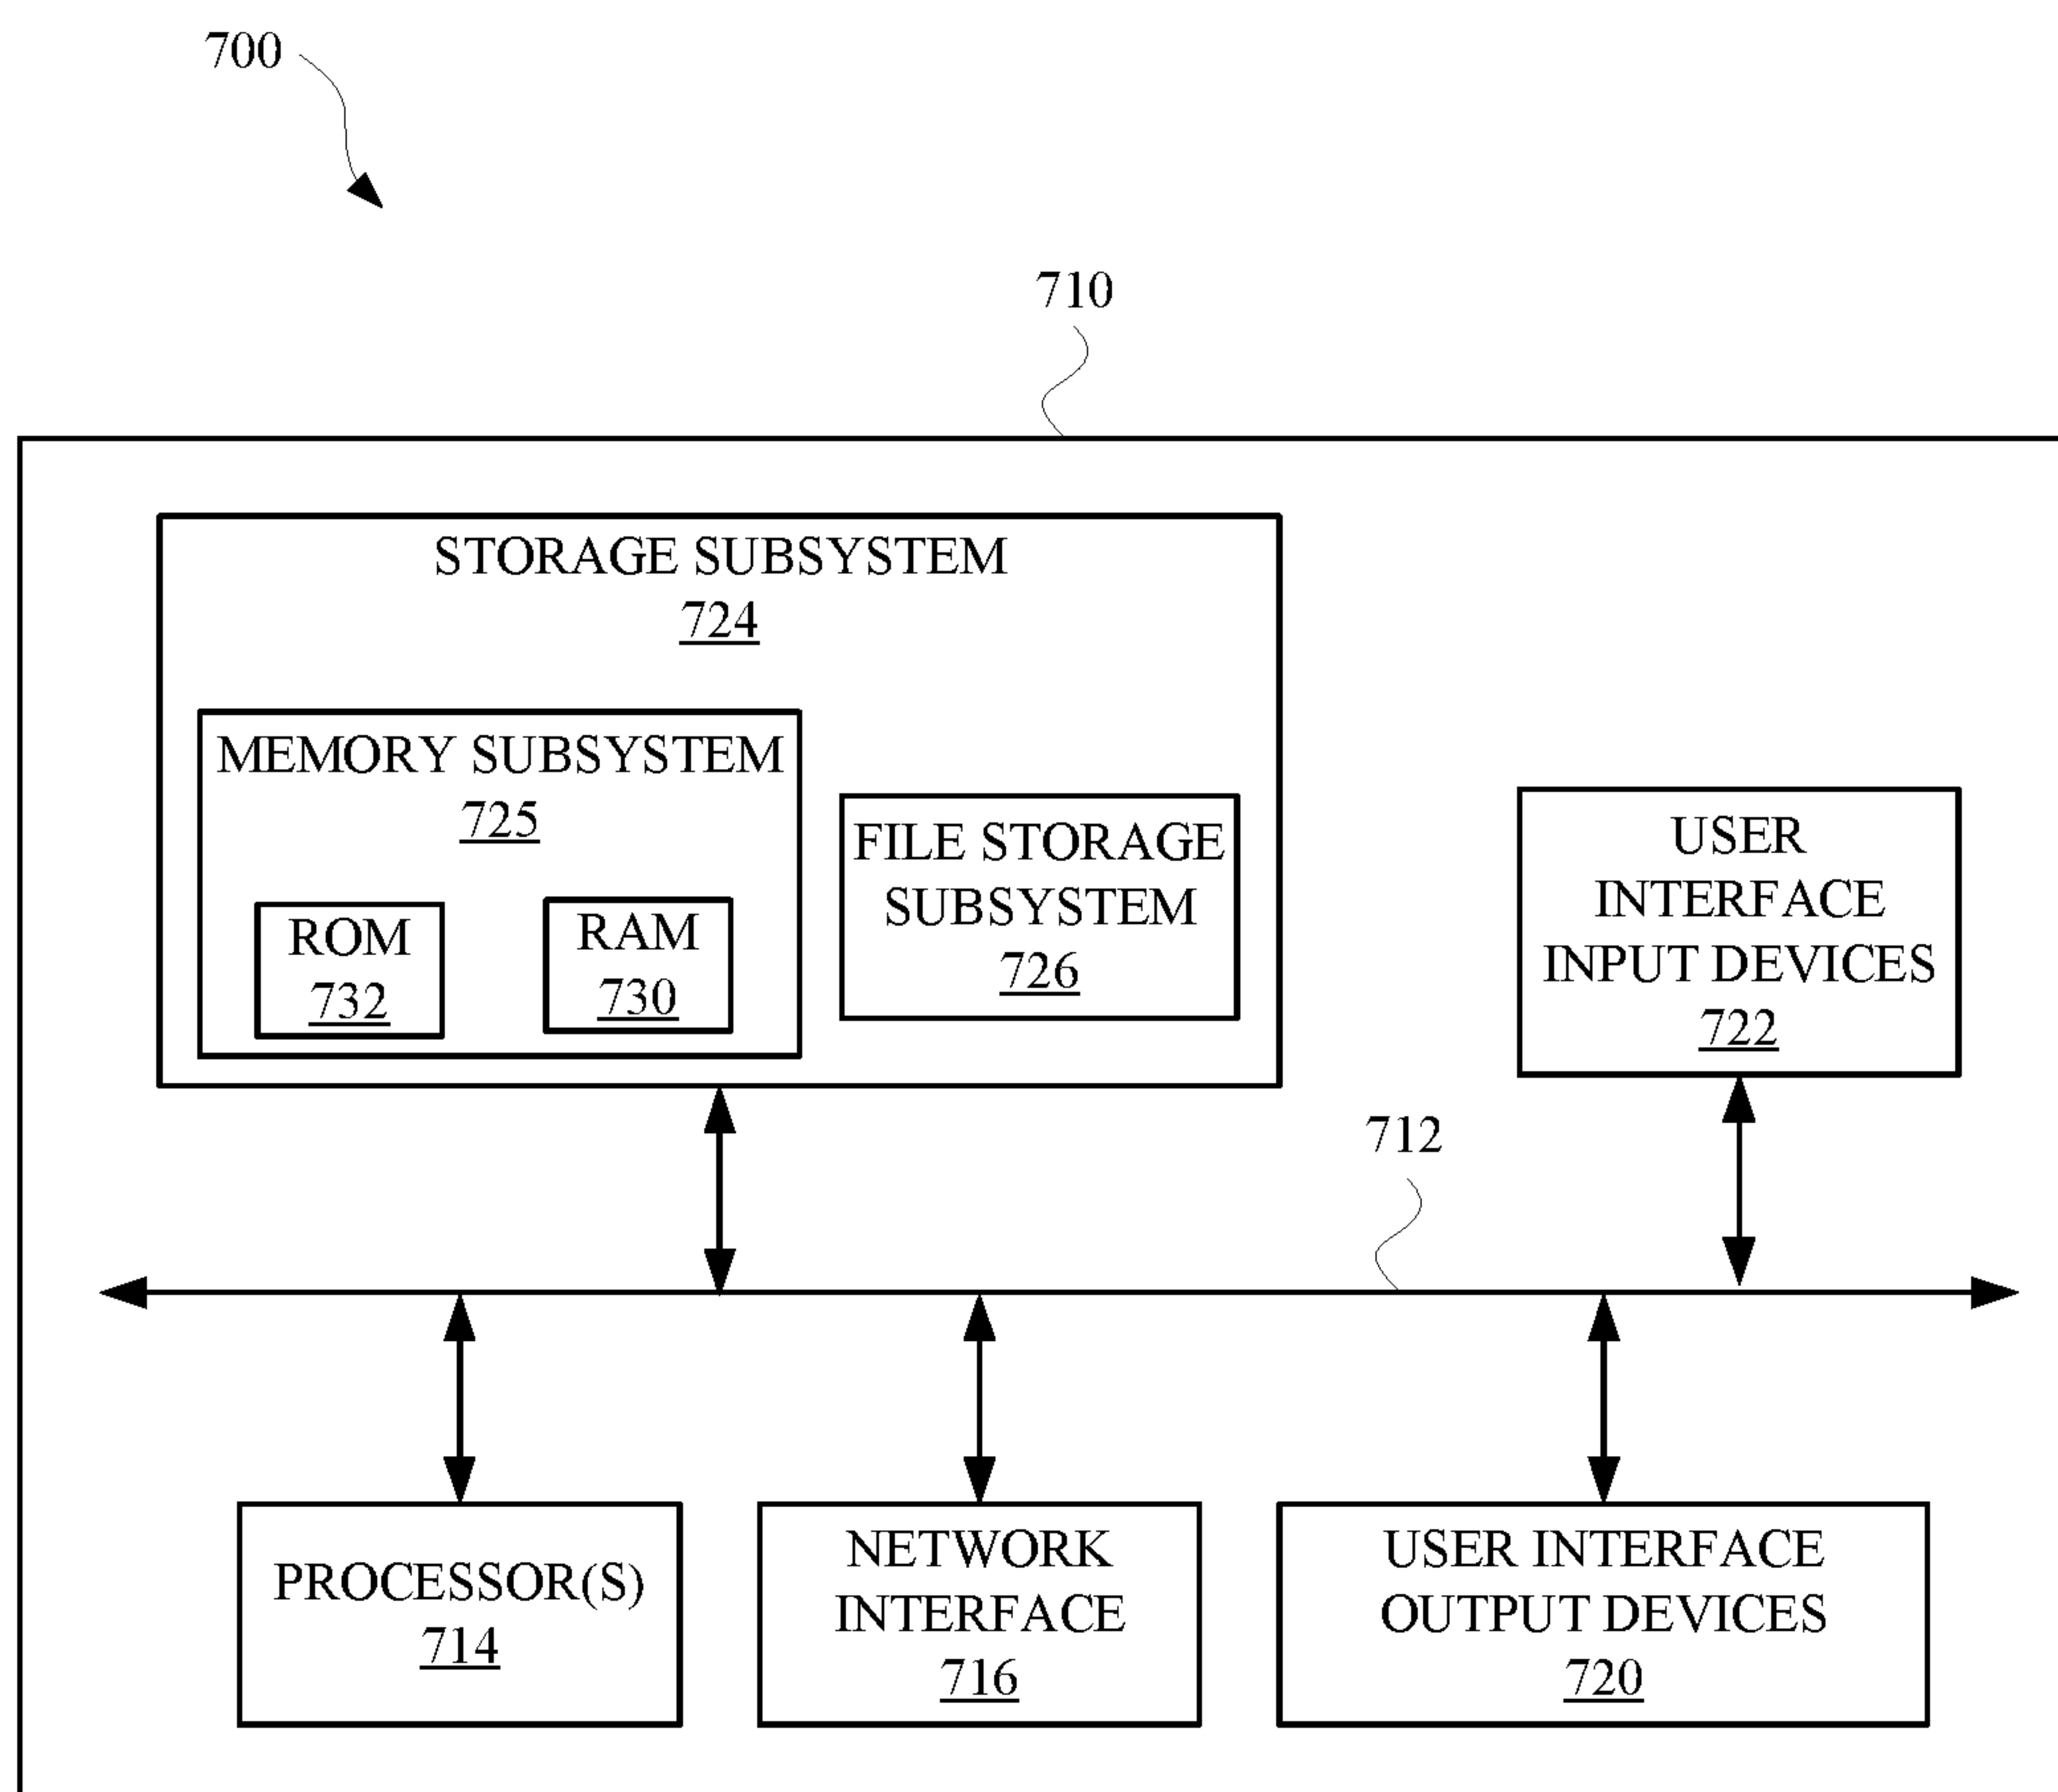 700
710
STORAGE SUBSYSTEM
724
MEMORY SUBSYSTEM
725
ROM
732
RAM
730
FILE STORAGE
SUBSYSTEM
726
USER
INTERFACE
INPUT DEVICES
722
712
PROCESSOR(S)
714
NETWORK
INTERFACE
716
USER INTERFACE
OUTPUT DEVICES
720